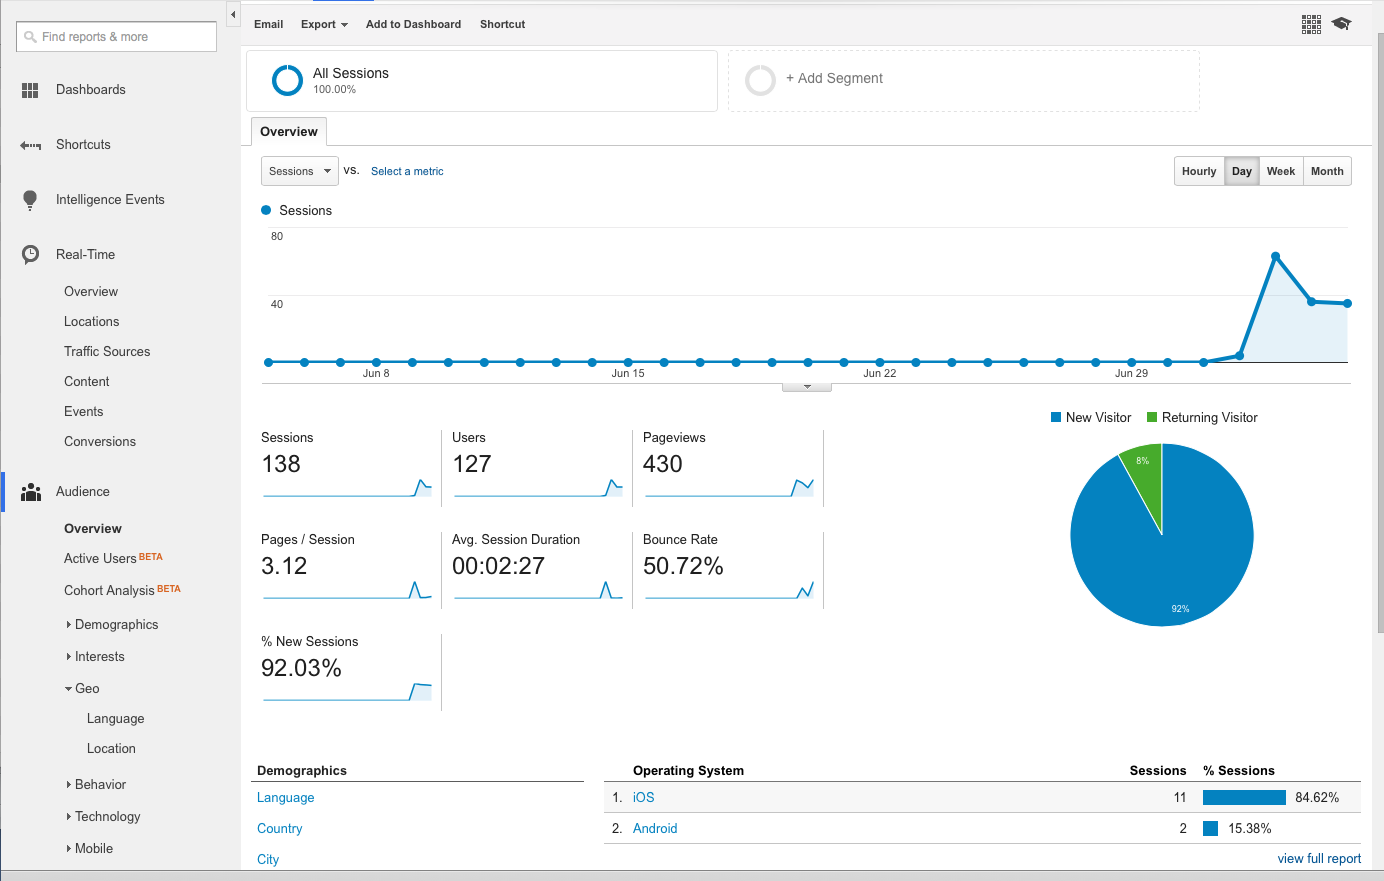 Find reports & more
Dashboards
Shortcuts
Intelligence Events
Real-Time
Overview
Locations
Traffic Sources
Content
Events
Conversions
Audience
Overview
Active Users BETA
Cohort Analysis BETA
Demographics
Interests
Geo
Language
Location
Behavior
Technology
Mobile
Email Export Add to Dashboard Shortcut
All Sessions
100.00%
+ Add Segment
Overview
Sessions vs. Select a metric
Hourly Day Week Month
Sessions
80
40
Jun 8 Jun 15 Jun 22 Jun 29
New Visitor Returning Visitor
8%
92%
Sessions Users Pageviews
138 127 430
Pages / Session Avg. Session Duration Bounce Rate
3.12 00:02:27 50.72%
% New Sessions
92.03%
Demographics
Language
Country
City
Operating System Sessions % Sessions
1. iOS 11 84.62%
2. Android 2 15.38%
view full report